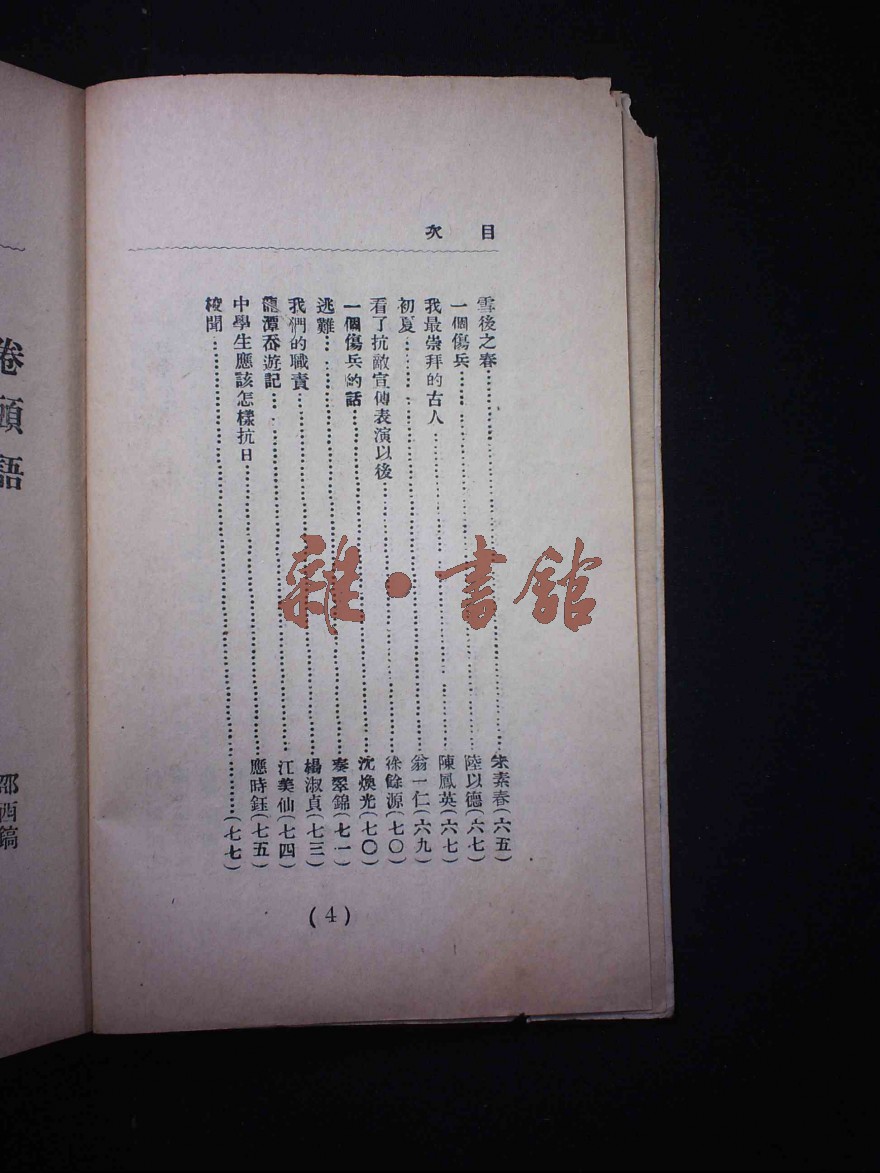 目次
雪後之春……朱素春(六五)
一個傷兵……陸以德(六七)
我最崇拜的古人……陳鳳英(六七)
初夏……翁一仁(六九)
看了抗敵宣傳表演以後……徐餘源(七〇)
一個傷兵的話……沈煥光(七〇)
逃難……秦翠錦(七一)
我們的職責……楊淑貞(七三)
龍潭岙遊記……江美仙(七四)
中學生應該怎樣抗日……應時鈺(七五)
校聞……(七七)
(4)
卷頭語
邵西鎬
雜·書館